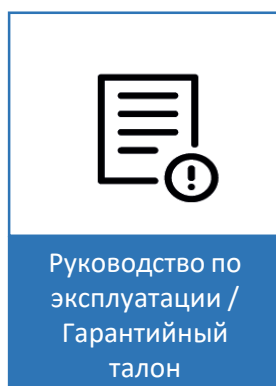 Руководство по
эксплуатации /
Гарантийный
талон